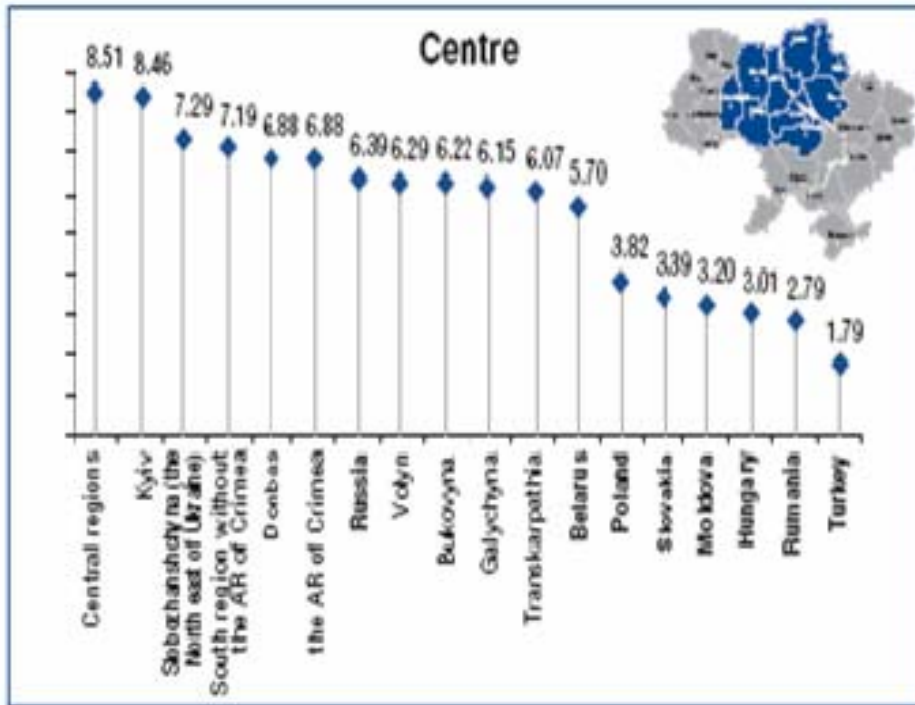 Centre
8.51
8.46
7.29
7.19
6.88
6.88
6.39
6.29
6.22
6.15
6.07
5.70
3.82
3.39
3.20
3.01
2.79
1.79
Central regions
Kyiv
Slobozhanshchyna (the
North east of Ukraine)
South region without
the AR of Crimea
Donbas
the AR of Crimea
Russia
Volyn
Bukovyna
Galychyna
Transkarpathia
Belarus
Poland
Slovakia
Moldova
Hungary
Rumania
Turkey